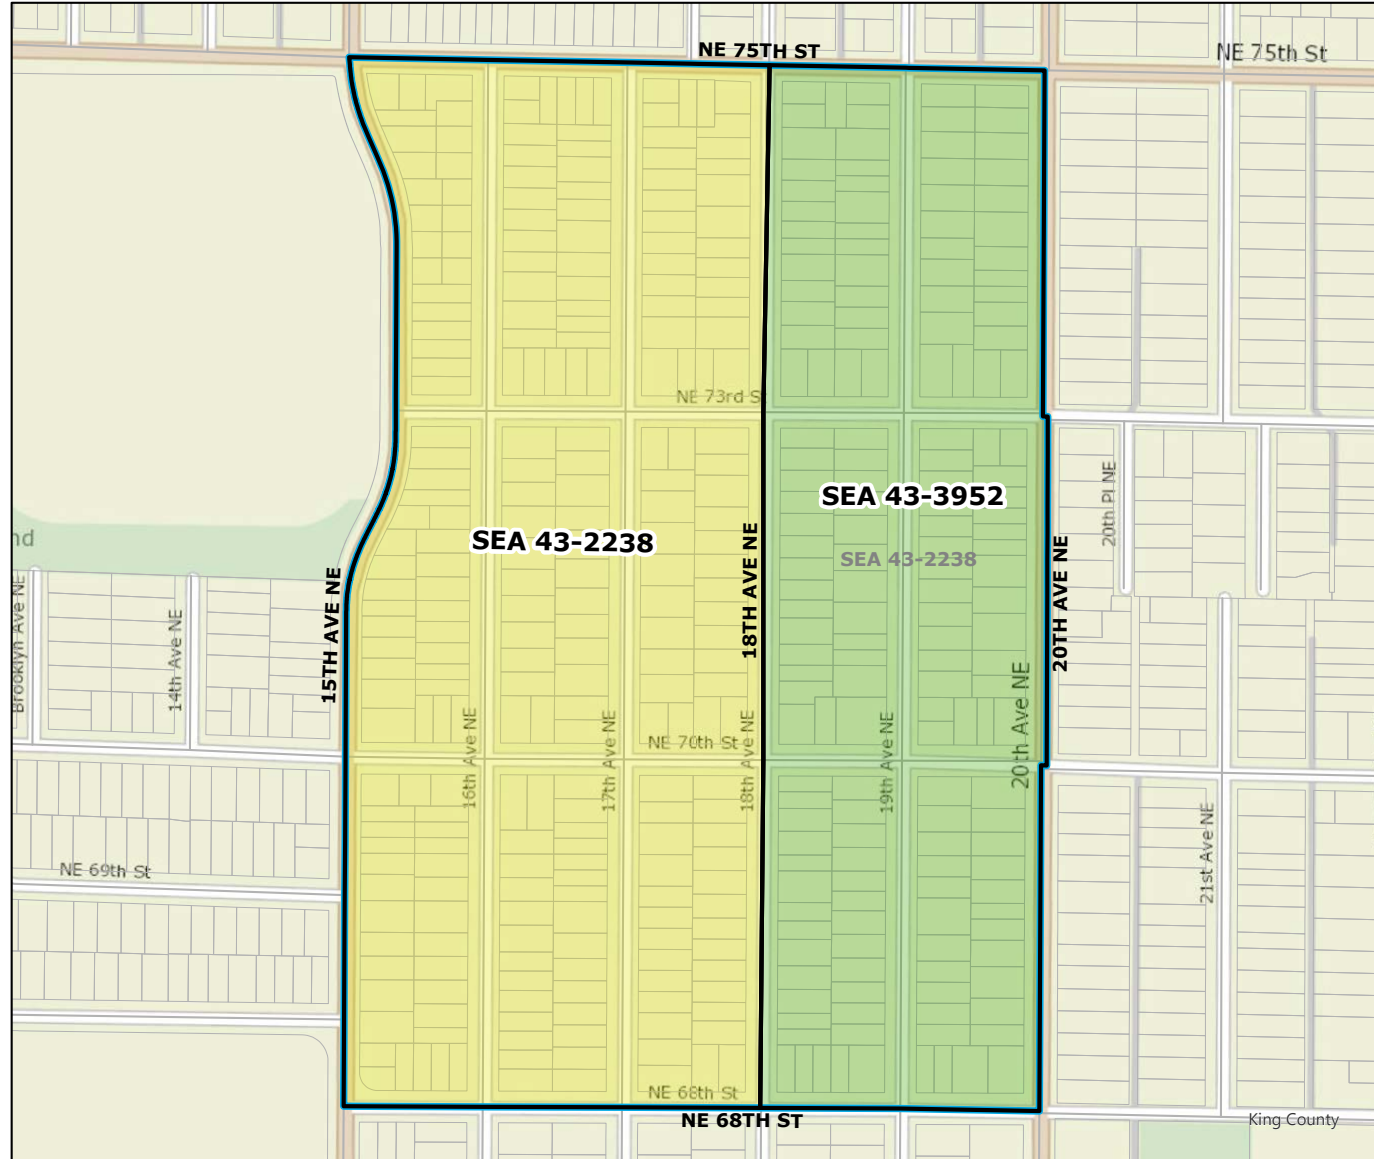 NE 75TH ST
NE 75th St
NE 73rd S
SEA 43-3952
SEA 43-2238
SEA 43-2238
20th Pl NE
18TH AVE NE
20TH AVE NE
15TH AVE NE
nd
Brooklyn Ave NE
14th Ave NE
16th Ave NE
17th Ave NE
18th Ave NE
19th Ave NE
20th Ave NE
NE 70th St
21st Ave NE
NE 69th St
NE 68th St
NE 68TH ST
King County